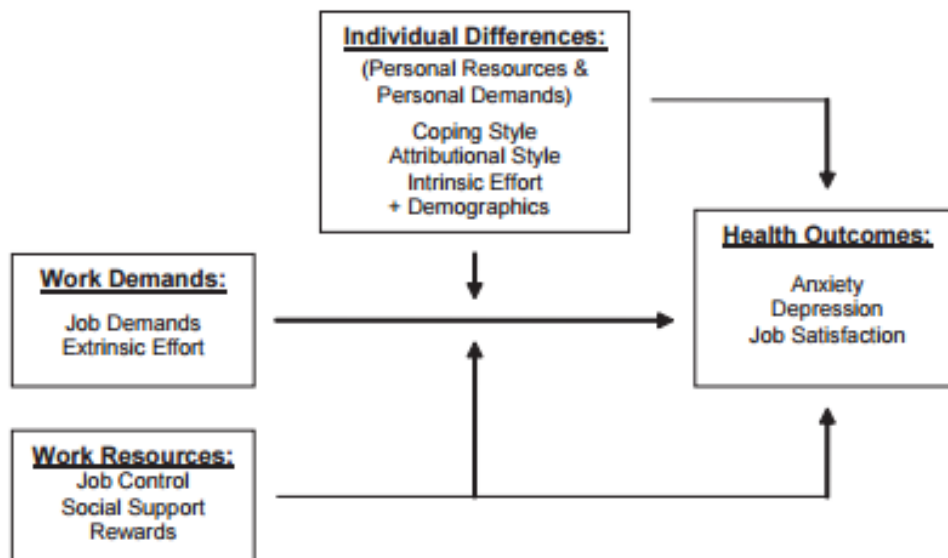 Individual Differences:
(Personal Resources &
Personal Demands)
Coping Style
Attributional Style
Intrinsic Effort
+ Demographics
Work Demands:
Job Demands
Extrinsic Effort
Health Outcomes:
Anxiety
Depression
Job Satisfaction
Work Resources:
Job Control
Social Support
Rewards